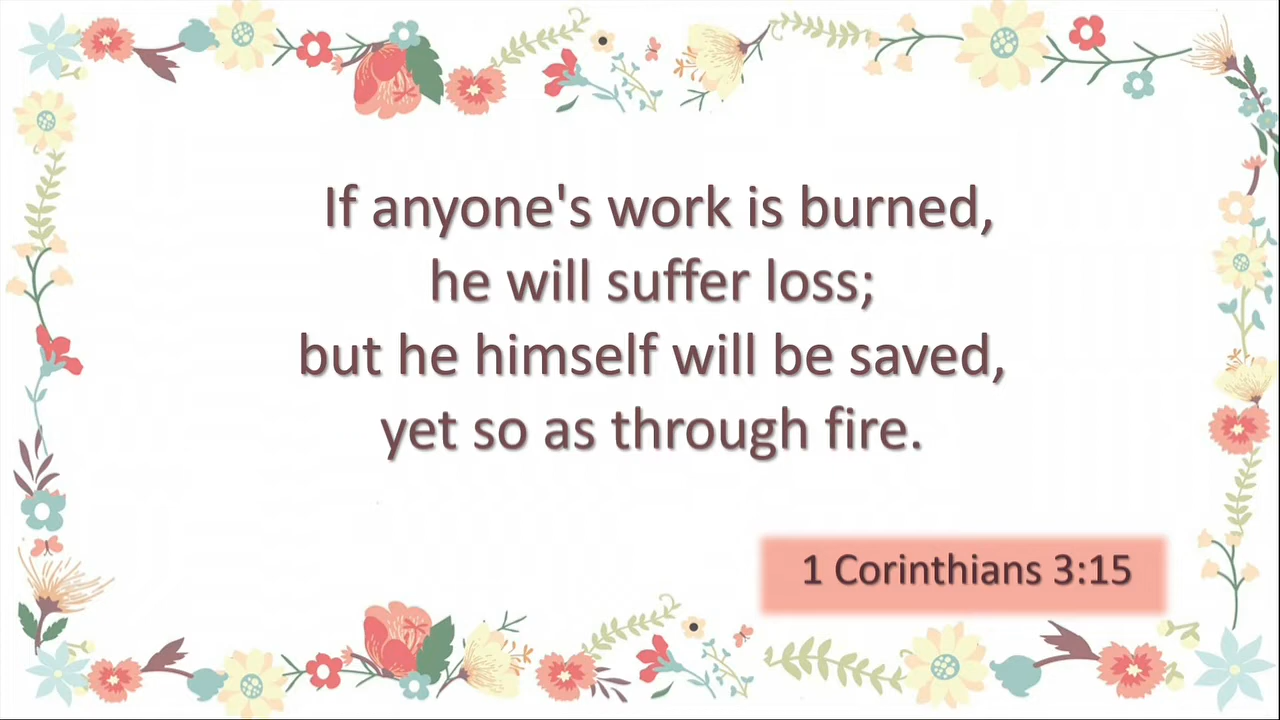 If anyone's work is burned,
he will suffer loss;
but he himself will be saved,
yet so as through fire.
1 Corinthians 3:15